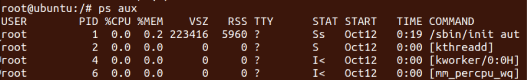 root@ubuntu:/# ps aux
USER PID %CPU %MEM VSZ RSS TTY STAT START TIME COMMAND
root 1 0.0 0.2 223416 5960 ? Ss Oct12 0:19 /sbin/init aut
root 2 0.0 0.0 0 0 ? S Oct12 0:00 [kthreadd]
root 4 0.0 0.0 0 0 ? I< Oct12 0:00 [kworker/0:0H]
root 6 0.0 0.0 0 0 ? I< Oct12 0:00 [mm_percpu_wq]